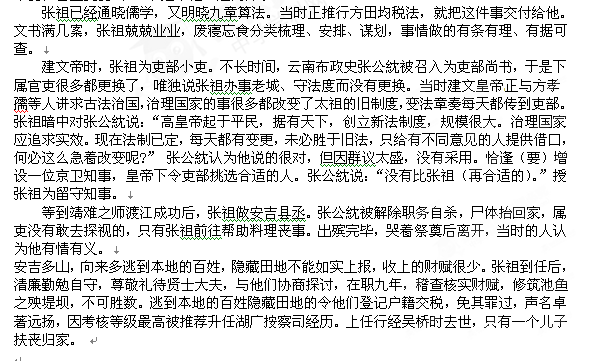 张祖已经通晓儒学，又明晓九章算法。当时正推行方田均税法，就把这件事交付给他。
文书满几案，张祖兢兢业业，废寝忘食分类梳理、安排、谋划，事情做的有条有理、有据可
查。
建文帝时，张祖为吏部小吏。不长时间，云南布政史张公紞被召入为吏部尚书，于是下
属官吏很多都更换了，唯独说张祖办事老城、守法度而没有更换。当时建文皇帝正与方孝
孺等人讲求古法治国，治理国家的事很多都改变了太祖的旧制度，变法章奏每天都传到吏部。
张祖暗中对张公紞说：“高皇帝起于平民，据有天下，创立新法制度，规模很大。治理国家
应追求实效。现在法制已定，每天都有变更，未必胜于旧法，只给有不同意见的人提供借口，
何必这么急着改变呢？” 张公紞认为他说的很对，但因群议太盛，没有采用。恰逢（要）增
设一位京卫知事，皇帝下令吏部挑选合适的人。张公紞说：“没有比张祖（再合适的）。”授
张祖为留守知事。
等到靖难之师渡江成功后，张祖做安吉县丞。张公紞被解除职务自杀，尸体抬回家，属
吏没有敢去探视的，只有张祖前往帮助料理丧事。出殡完毕，哭着祭奠后离开，当时的人认
为他有情有义。
安吉多山，向来多逃到本地的百姓，隐藏田地不能如实上报，收上的财赋很少。张祖到任后，
清廉勤勉自守，尊敬礼待贤士大夫，与他们协商探讨，在职九年，稽查核实财赋，修筑池鱼
之殃堤坝，不可胜数。逃到本地的百姓隐藏田地的令他们登记户籍交税，免其罪过，声名卓
著远扬，因考核等级最高被推荐升任湖广按察司经历。上任行经吴桥时去世，只有一个儿子
扶丧归家。